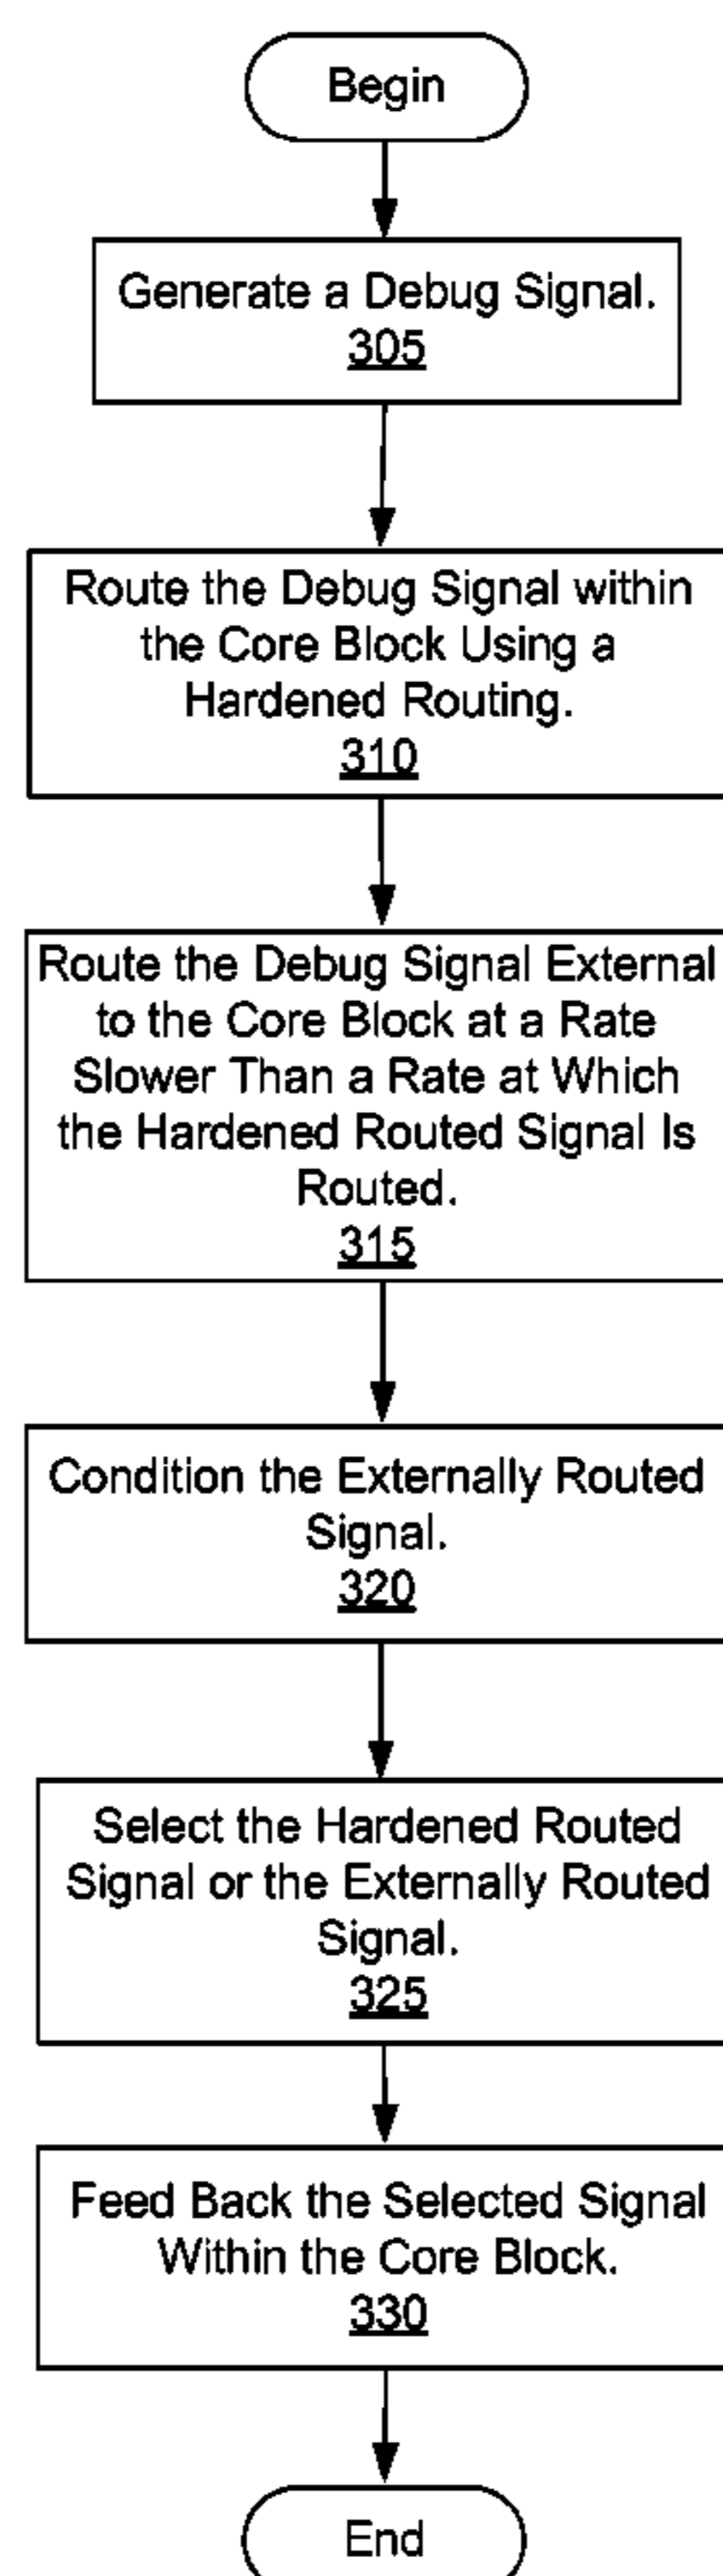 Begin
Generate a Debug Signal.
305
Route the Debug Signal within
the Core Block Using a
Hardened Routing.
310
Route the Debug Signal External
to the Core Block at a Rate
Slower Than a Rate at Which
the Hardened Routed Signal Is
Routed.
315
Condition the Externally Routed
Signal.
320
Select the Hardened Routed
Signal or the Externally Routed
Signal.
325
Feed Back the Selected Signal
Within the Core Block.
330
End